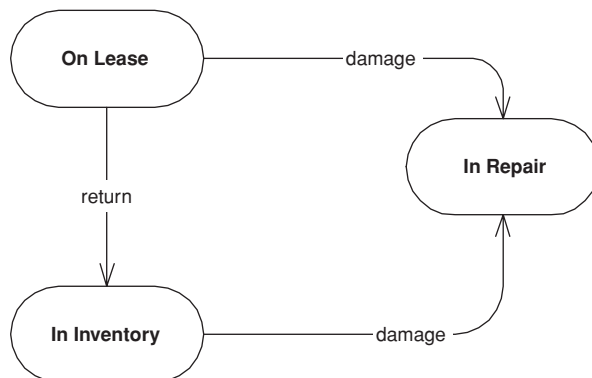 On Lease
damage
In Repair
return
In Inventory
damage